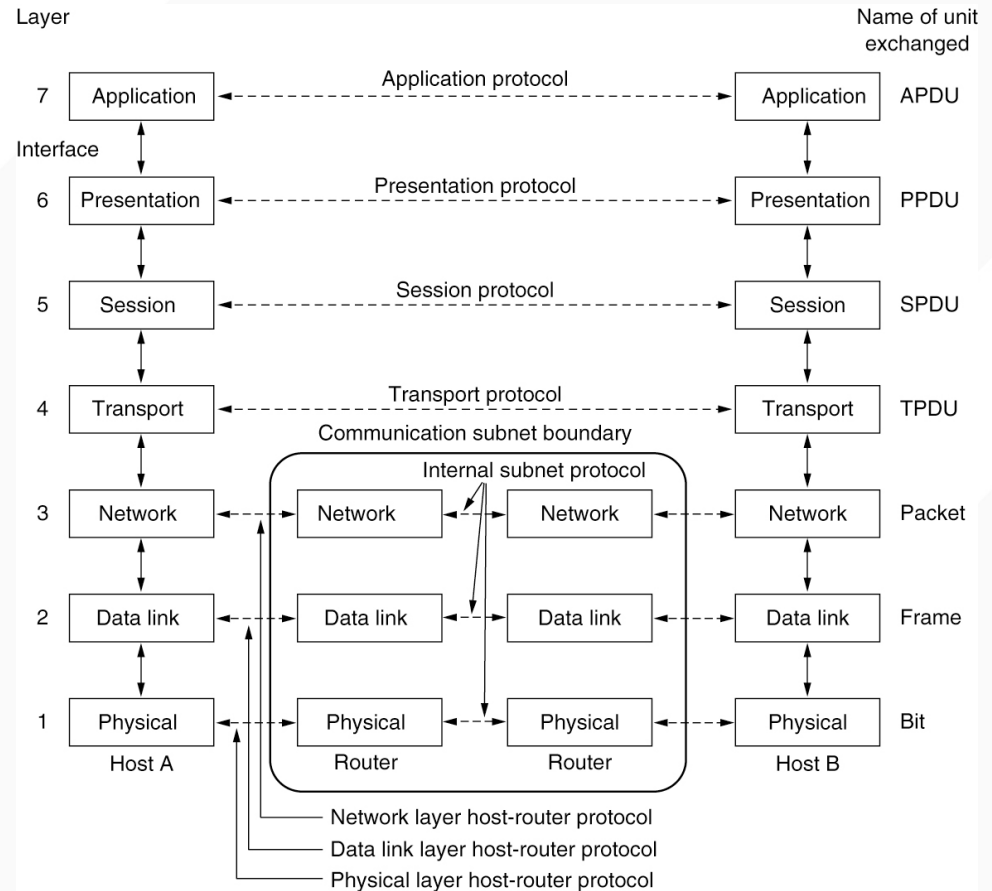 Layer
Name of unit
exchanged
7
Application
Application protocol
Application
APDU
Interface
6
Presentation
Presentation protocol
Presentation
PPDU
5
Session
Session protocol
Session
SPDU
4
Transport
Transport protocol
Transport
TPDU
Communication subnet boundary
Internal subnet protocol
3
Network
Network
Network
Network
Packet
2
Data link
Data link
Data link
Data link
Frame
1
Physical
Physical
Physical
Physical
Bit
Host A
Router
Router
Host B
Network layer host-router protocol
Data link layer host-router protocol
Physical layer host-router protocol